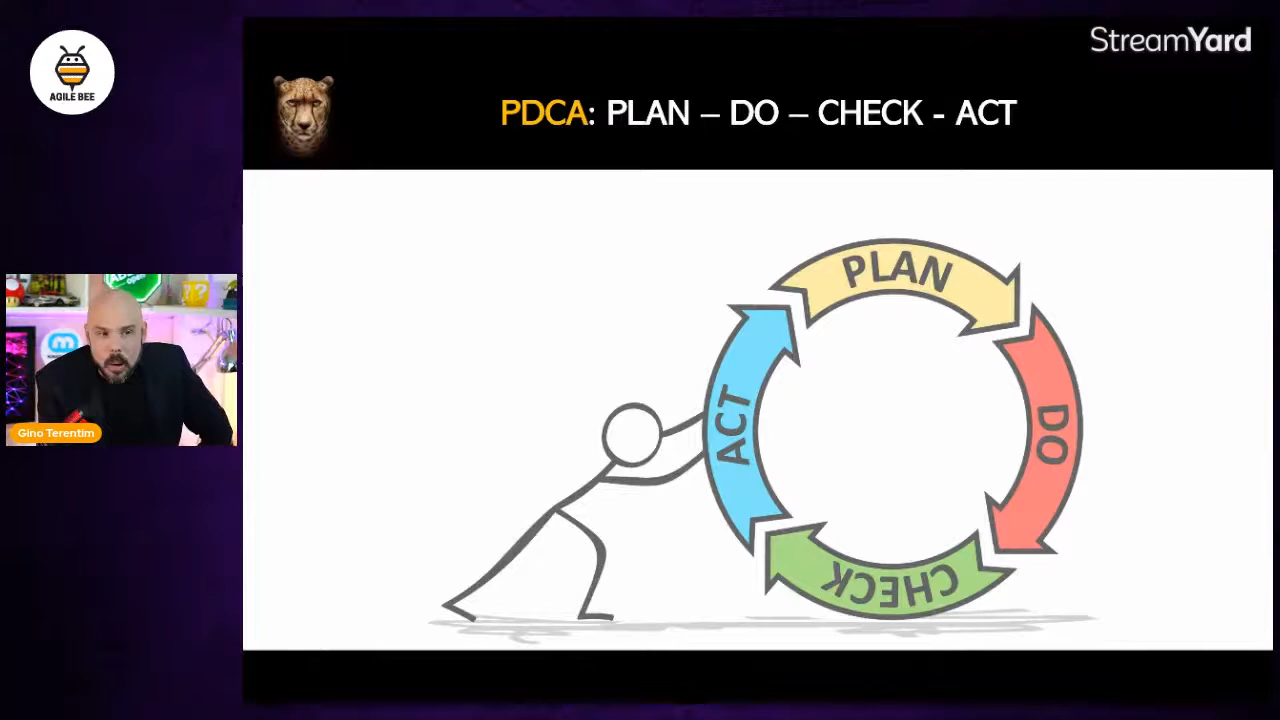 AGILE BEE
StreamYard
PDCA: PLAN – DO – CHECK - ACT
PLAN
DO
CHECK
ACT
Gino Terentim